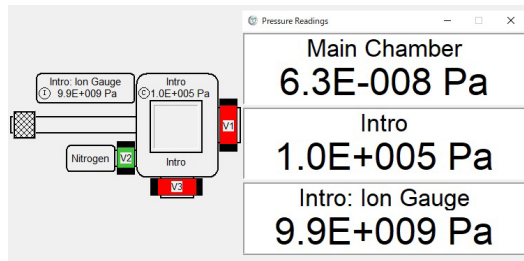 Intro: Ion Gauge
I 9.9E+009 Pa
Intro
C 1.0E+005 Pa
V1
Nitrogen
V2
Intro
V3
Pressure Readings
Main Chamber
6.3E-008 Pa
Intro
1.0E+005 Pa
Intro: Ion Gauge
9.9E+009 Pa